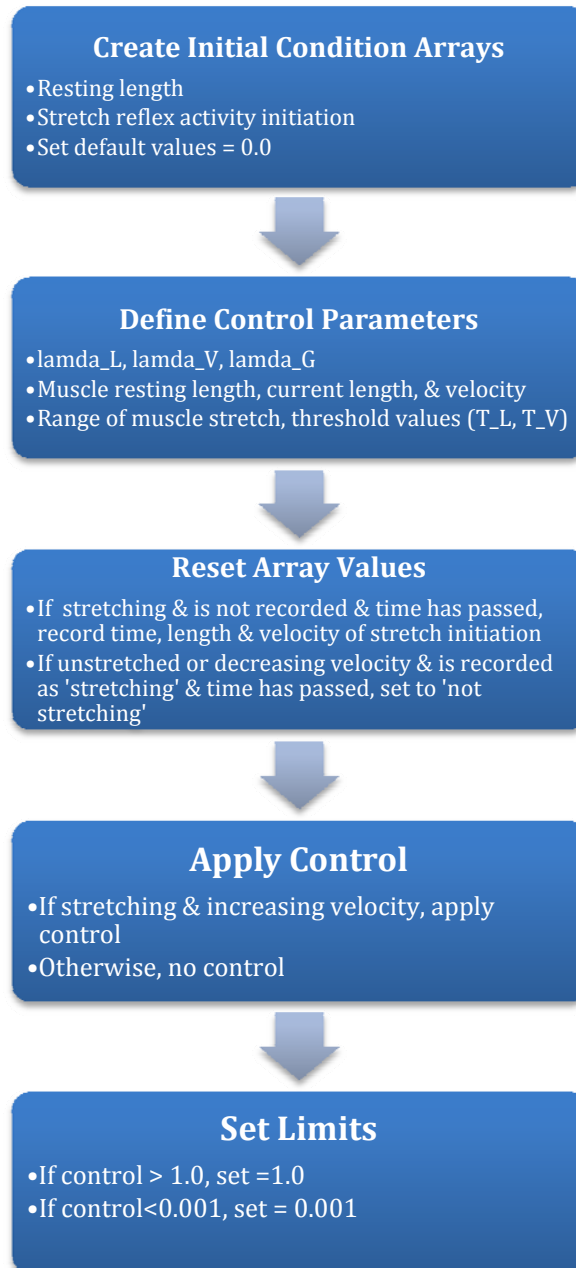 Create Initial Condition Arrays
•Resting length
•Stretch reflex activity initiation
•Set default values = 0.0
Define Control Parameters
•lamda_L, lamda_V, lamda_G
•Muscle resting length, current length, & velocity
•Range of muscle stretch, threshold values (T_L, T_V)
Reset Array Values
•If stretching & is not recorded & time has passed,
record time, length & velocity of stretch initiation
•If unstretched or decreasing velocity & is recorded
as 'stretching' & time has passed, set to 'not
stretching'
Apply Control
•If stretching & increasing velocity, apply
control
•Otherwise, no control
Set Limits
•If control > 1.0, set =1.0
•If control<0.001, set = 0.001